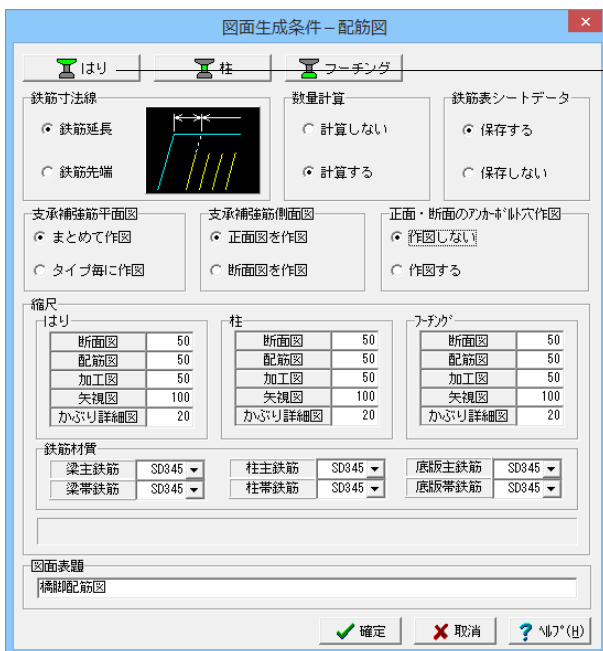 図面生成条件－配筋図
はり 柱 フーチング
鉄筋寸法線 数量計算 鉄筋表シートデータ
鉄筋延長 計算しない 保存する
鉄筋先端 計算する 保存しない
支承補強筋平面図 支承補強筋側面図 正面・断面のアンカーボルト穴作図
まとめて作図 正面図を作図 作図しない
タイプ毎に作図 断面図を作図 作図する
縮尺
はり 柱 フーチング
断面図 50 断面図 50 断面図 50
配筋図 50 配筋図 50 配筋図 50
加工図 50 加工図 50 加工図 50
矢視図 100 矢視図 100 矢視図 100
かぶり詳細図 20 かぶり詳細図 20 かぶり詳細図 20
鉄筋材質
梁主鉄筋 SD345 柱主鉄筋 SD345 底版主鉄筋 SD345
梁帯鉄筋 SD345 柱帯鉄筋 SD345 底版帯鉄筋 SD345
図面表題
橋脚配筋図
確定 取消 ? ヘルプ(H)